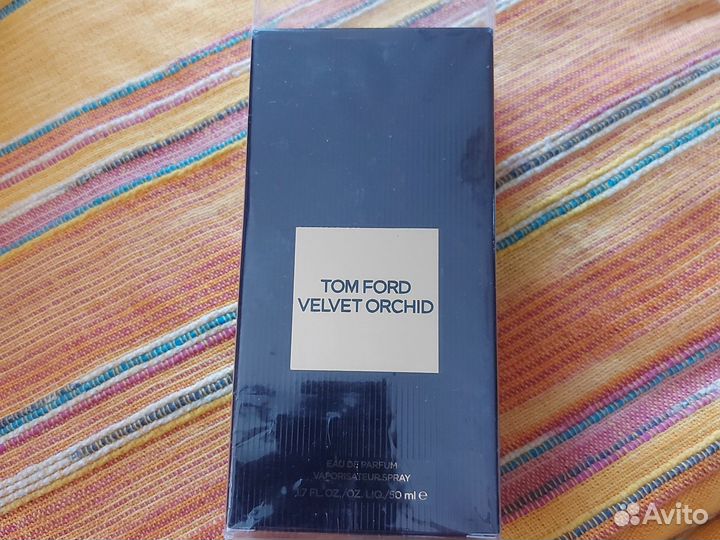 TOM FORD
VELVET ORCHID
EAU DE PARFUM
VAPORISATEUR SPRAY
1.7 FL.OZ./OZ. LIQ./50 ml ℮
Avito